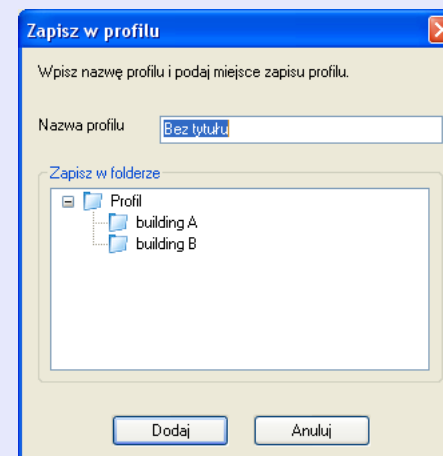 Zapisz w profilu
Wpisz nazwę profilu i podaj miejsce zapisu profilu.
Nazwa profilu
Bez tytułu
Zapisz w folderze
Profil
building A
building B
Dodaj
Anuluj